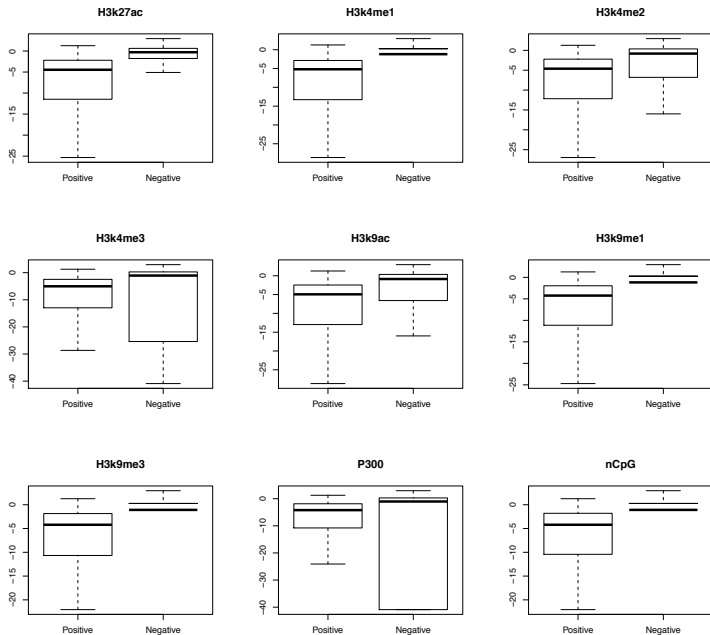 H3k27ac H3k4me1 H3k4me2
0 0 0
−5 −5 −5
−15 −15 −15
−25 −25 −25
Positive Negative Positive Negative Positive Negative
H3k4me3 H3k9ac H3k9me1
0 0 0
−10 −5 −5
−20 −15 −15
−30 −25 −25
−40
Positive Negative Positive Negative Positive Negative
H3k9me3 P300 nCpG
0 0 0
−5 −10 −5
−10 −20 −10
−15 −30 −15
−20 −40 −20
Positive Negative Positive Negative Positive Negative